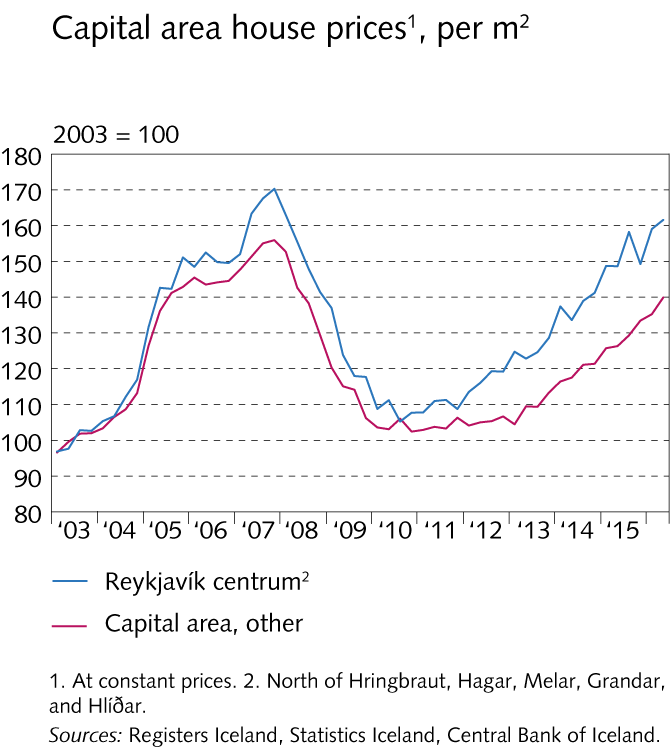 Capital area house prices¹, per m²
2003 = 100
180
170
160
150
140
130
120
110
100
90
80
‘03 ‘04 ‘05 ‘06 ‘07 ‘08 ‘09 ‘10 ‘11 ‘12 ‘13 ‘14 ‘15
Reykjavík centrum²
Capital area, other
1. At constant prices. 2. North of Hringbraut, Hagar, Melar, Grandar,
and Hlíðar.
Sources: Registers Iceland, Statistics Iceland, Central Bank of Iceland.